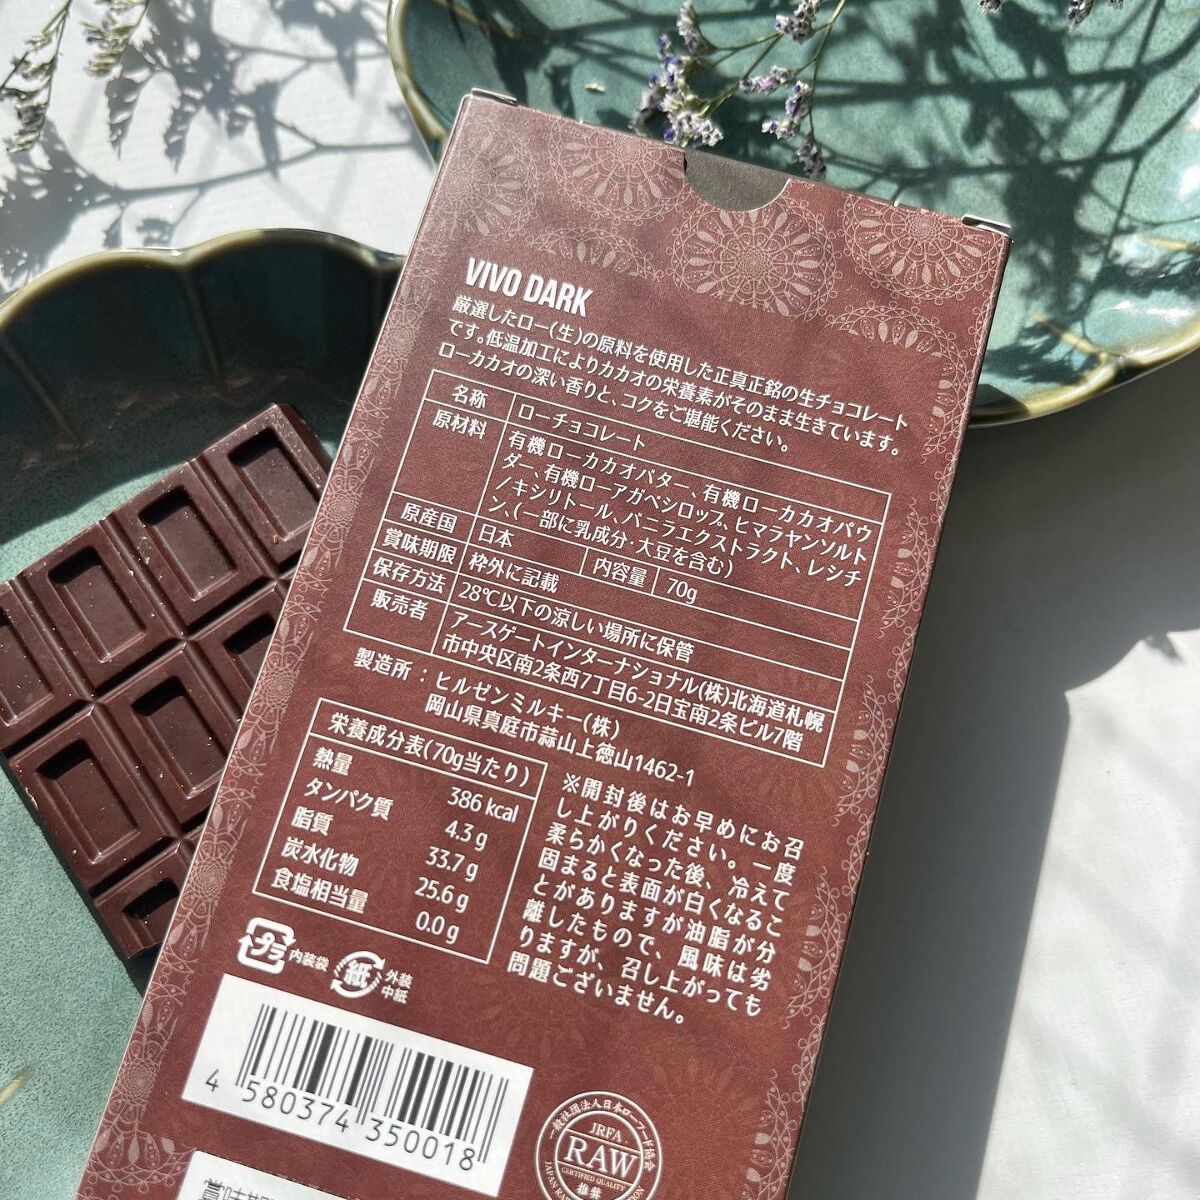 VIVO DARK
厳選したロー(生)の原料を使用した正真正銘の生チョコレート
です。低温加工によりカカオの栄養素がそのまま生きています。
ローカカオの深い香りと、コクをご堪能ください。
名称 ローチョコレート
原材料 有機ローカカオバター、有機ローカカオパウ
ダー、有機ローアガベシロップ、ヒマラヤンソルト
/キシリトール、バニラエクストラクト、レシチ
ン、(一部に乳成分・大豆を含む)
原産国 日本 内容量 70g
賞味期限 枠外に記載
保存方法 28℃以下の涼しい場所に保管
販売者 アースゲートインターナショナル(株)北海道札幌
市中央区南2条西7丁目6-2日宝南2条ビル7階
製造所：ヒルゼンミルキー(株)
岡山県真庭市蒜山上徳山1462-1
栄養成分表(70g当たり)
熱量 386 kcal
タンパク質 4.3 g
脂質 33.7 g
炭水化物 25.6 g
食塩相当量 0.0 g
※開封後はお早めにお召
し上がりください。一度
柔らかくなった後、冷えて
固まると表面が白くなるこ
とがありますが油脂が分
離したもので、風味は劣
りますが、召し上がっても
問題ございません。
プラ 内装袋
紙 外装
中紙
4 580374 350018
一般社団法人日本ローフード協会
JRFA
RAW
CERTIFIED QUALITY
推奨
賞味期